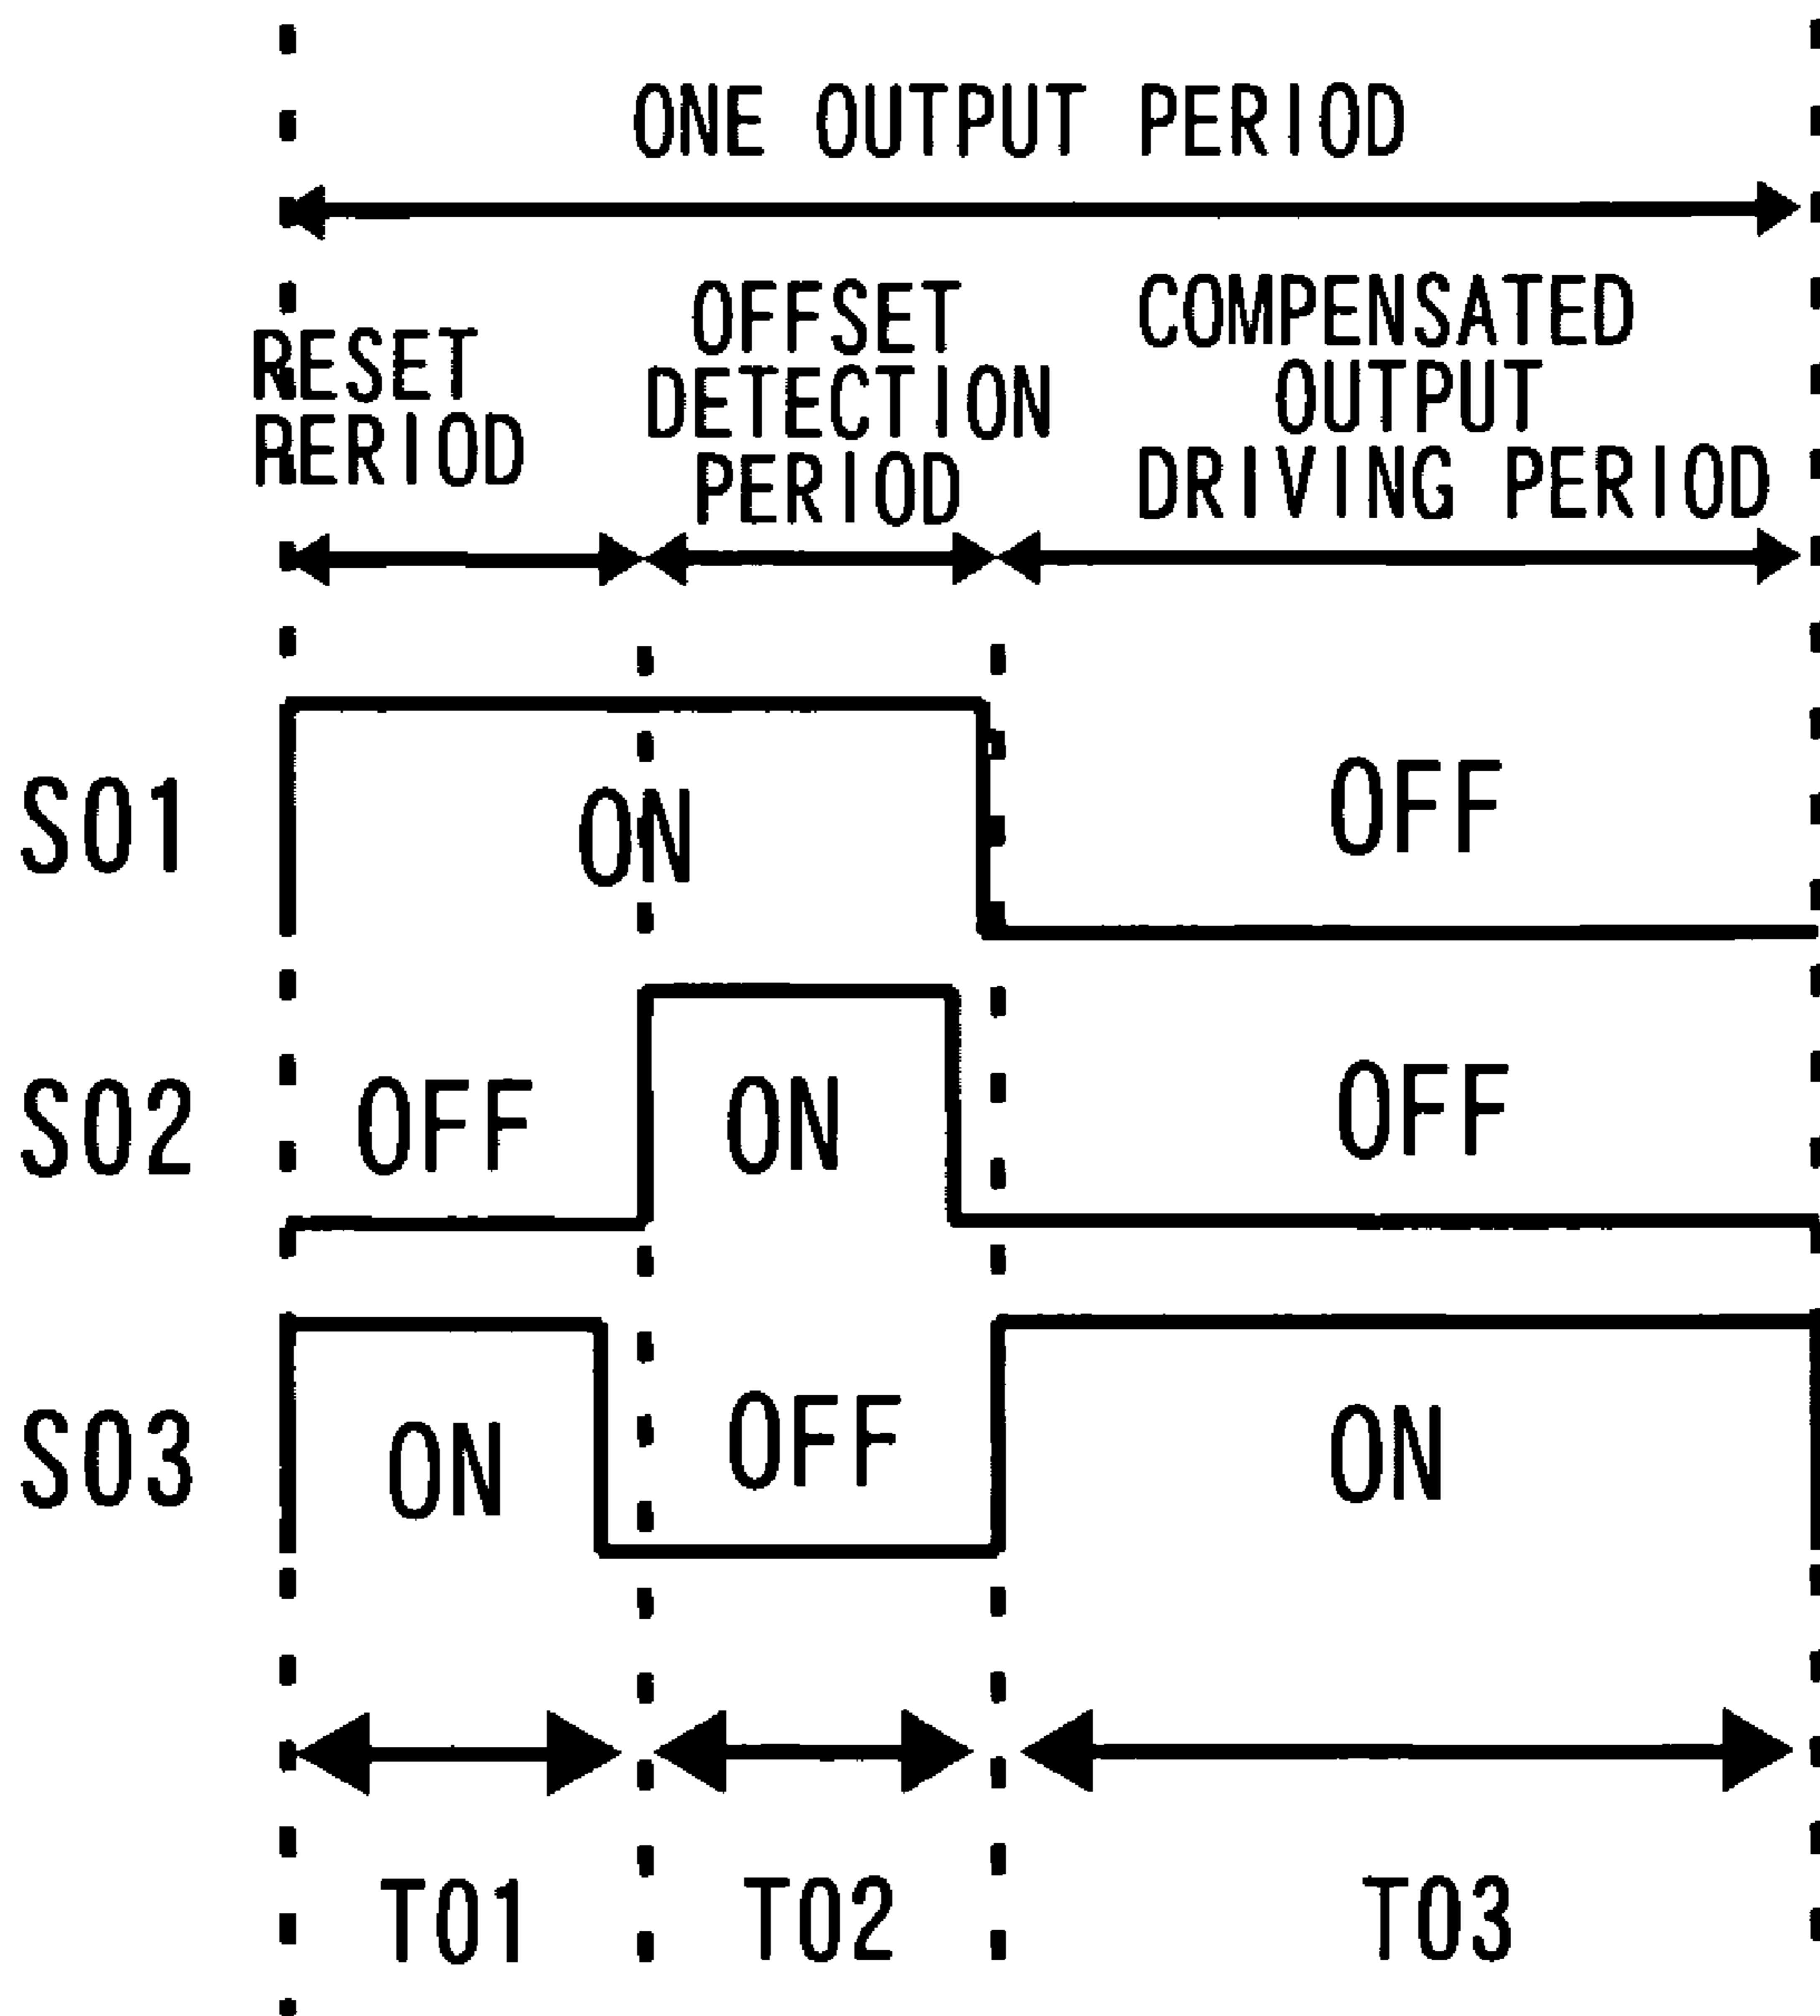 ONE OUTPUT PERIOD
RESET
PERIOD
OFFSET
DETECTION
PERIOD
COMPENSATED
OUTPUT
DRIVING PERIOD
S01
ON
OFF
S02
OFF
ON
OFF
S03
ON
OFF
ON
T01
T02
T03